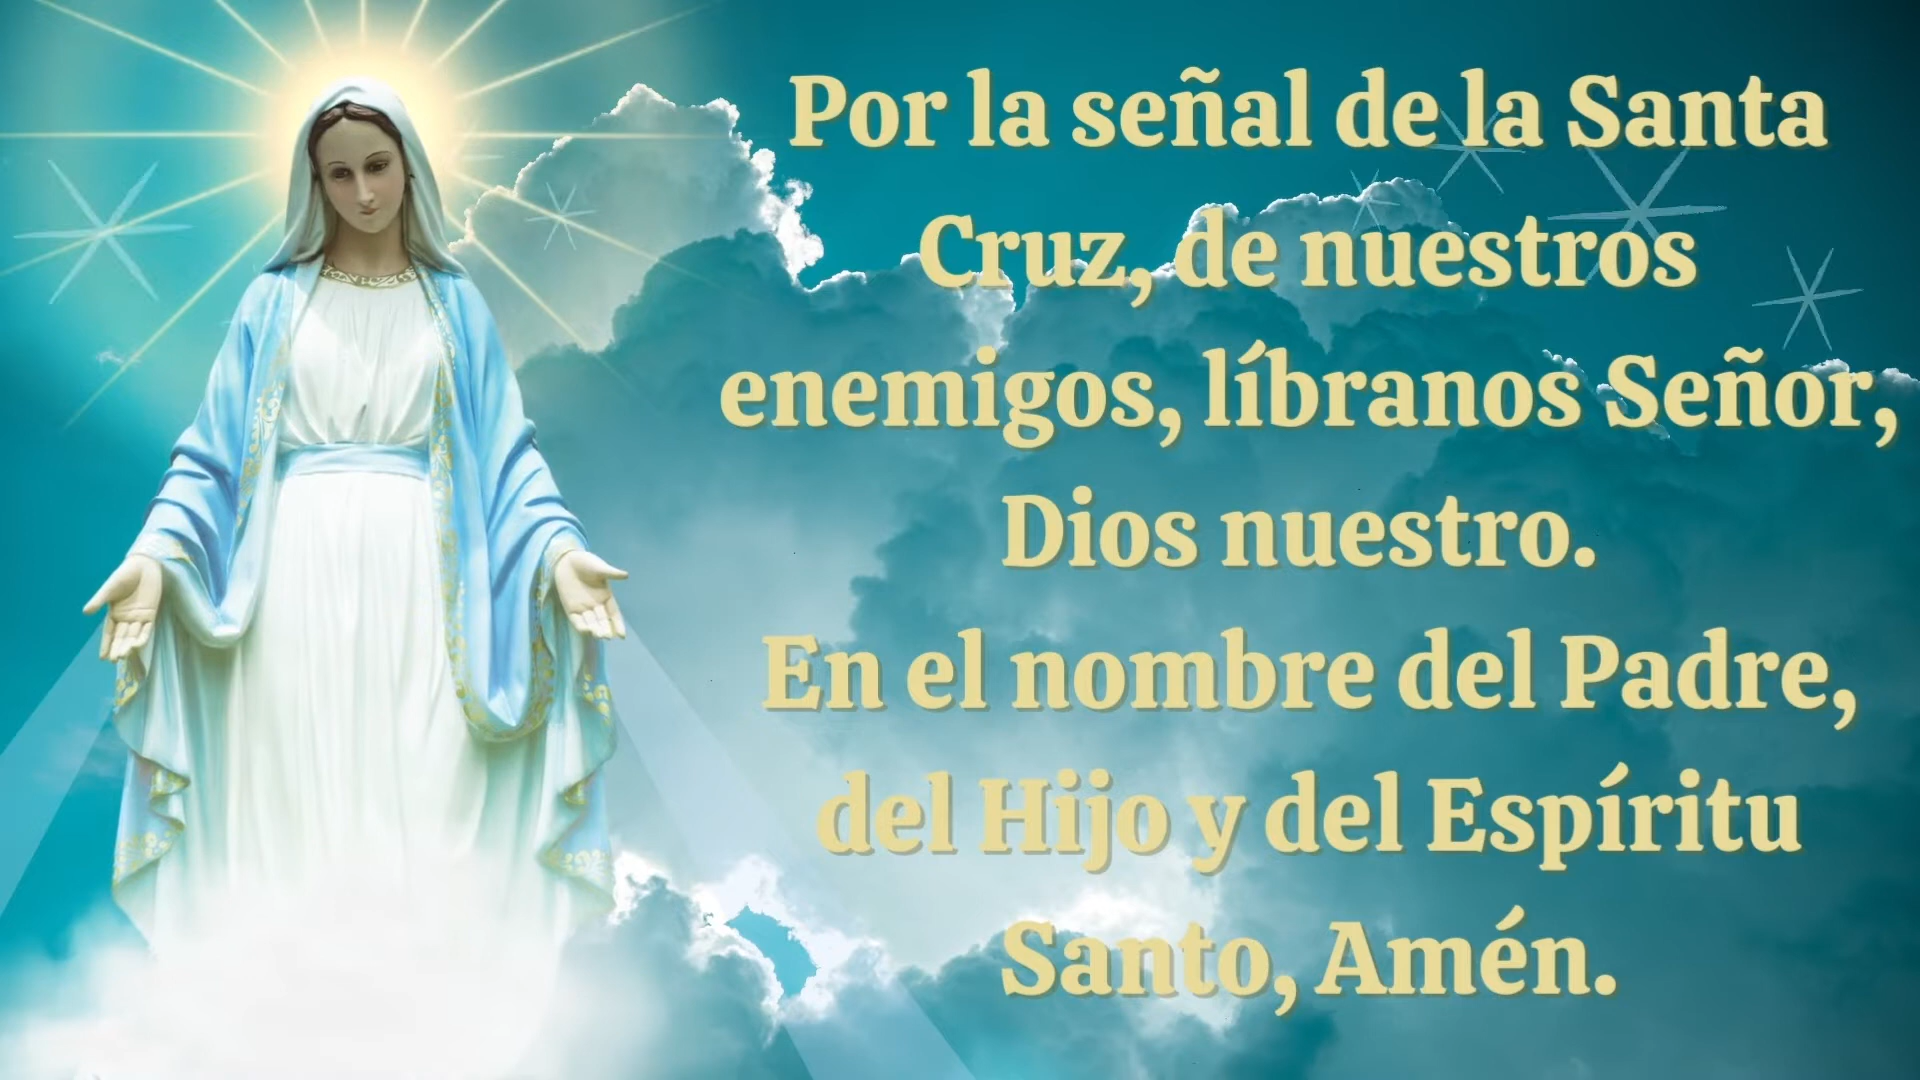 Por la señal de la Santa
Cruz, de nuestros
enemigos, líbranos Señor,
Dios nuestro.
En el nombre del Padre,
del Hijo y del Espíritu
Santo, Amén.